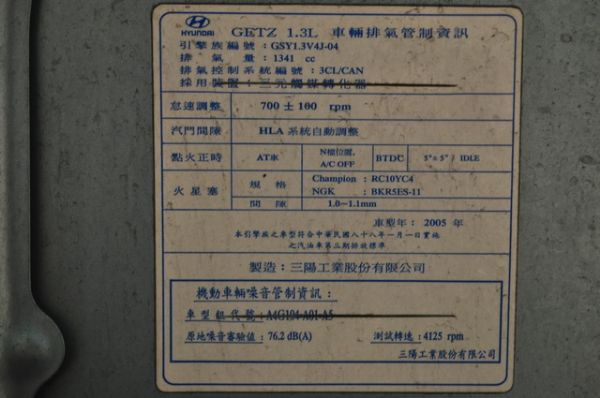 HYUNDAI GETZ 1.3L 車輛排氣管制資訊
引擎族編號：GSY1.3V4J-04
排氣量：1341 cc
排氣控制系統編號：3CL/CAN
採用裝置：三元觸媒轉化器
怠速調整 700 ± 100 rpm
汽門間隙 HLA 系統自動調整
點火正時 AT車 N檔位置, A/C OFF BTDC 5°± 5° / IDLE
火星塞 規格 Champion : RC10YC4
NGK : BKR5ES-11
間隙 1.0~1.1mm
車型年： 2005 年
本引擎族之車型符合中華民國八十八年一月一日實施
之汽油車第三期排放標準.
製造：三陽工業股份有限公司
機動車輛噪音管制資訊：
車型組代號：A4G104-A01-A5
原地噪音審驗值：76.2 dB(A) 測試轉速：4125 rpm
三陽工業股份有限公司